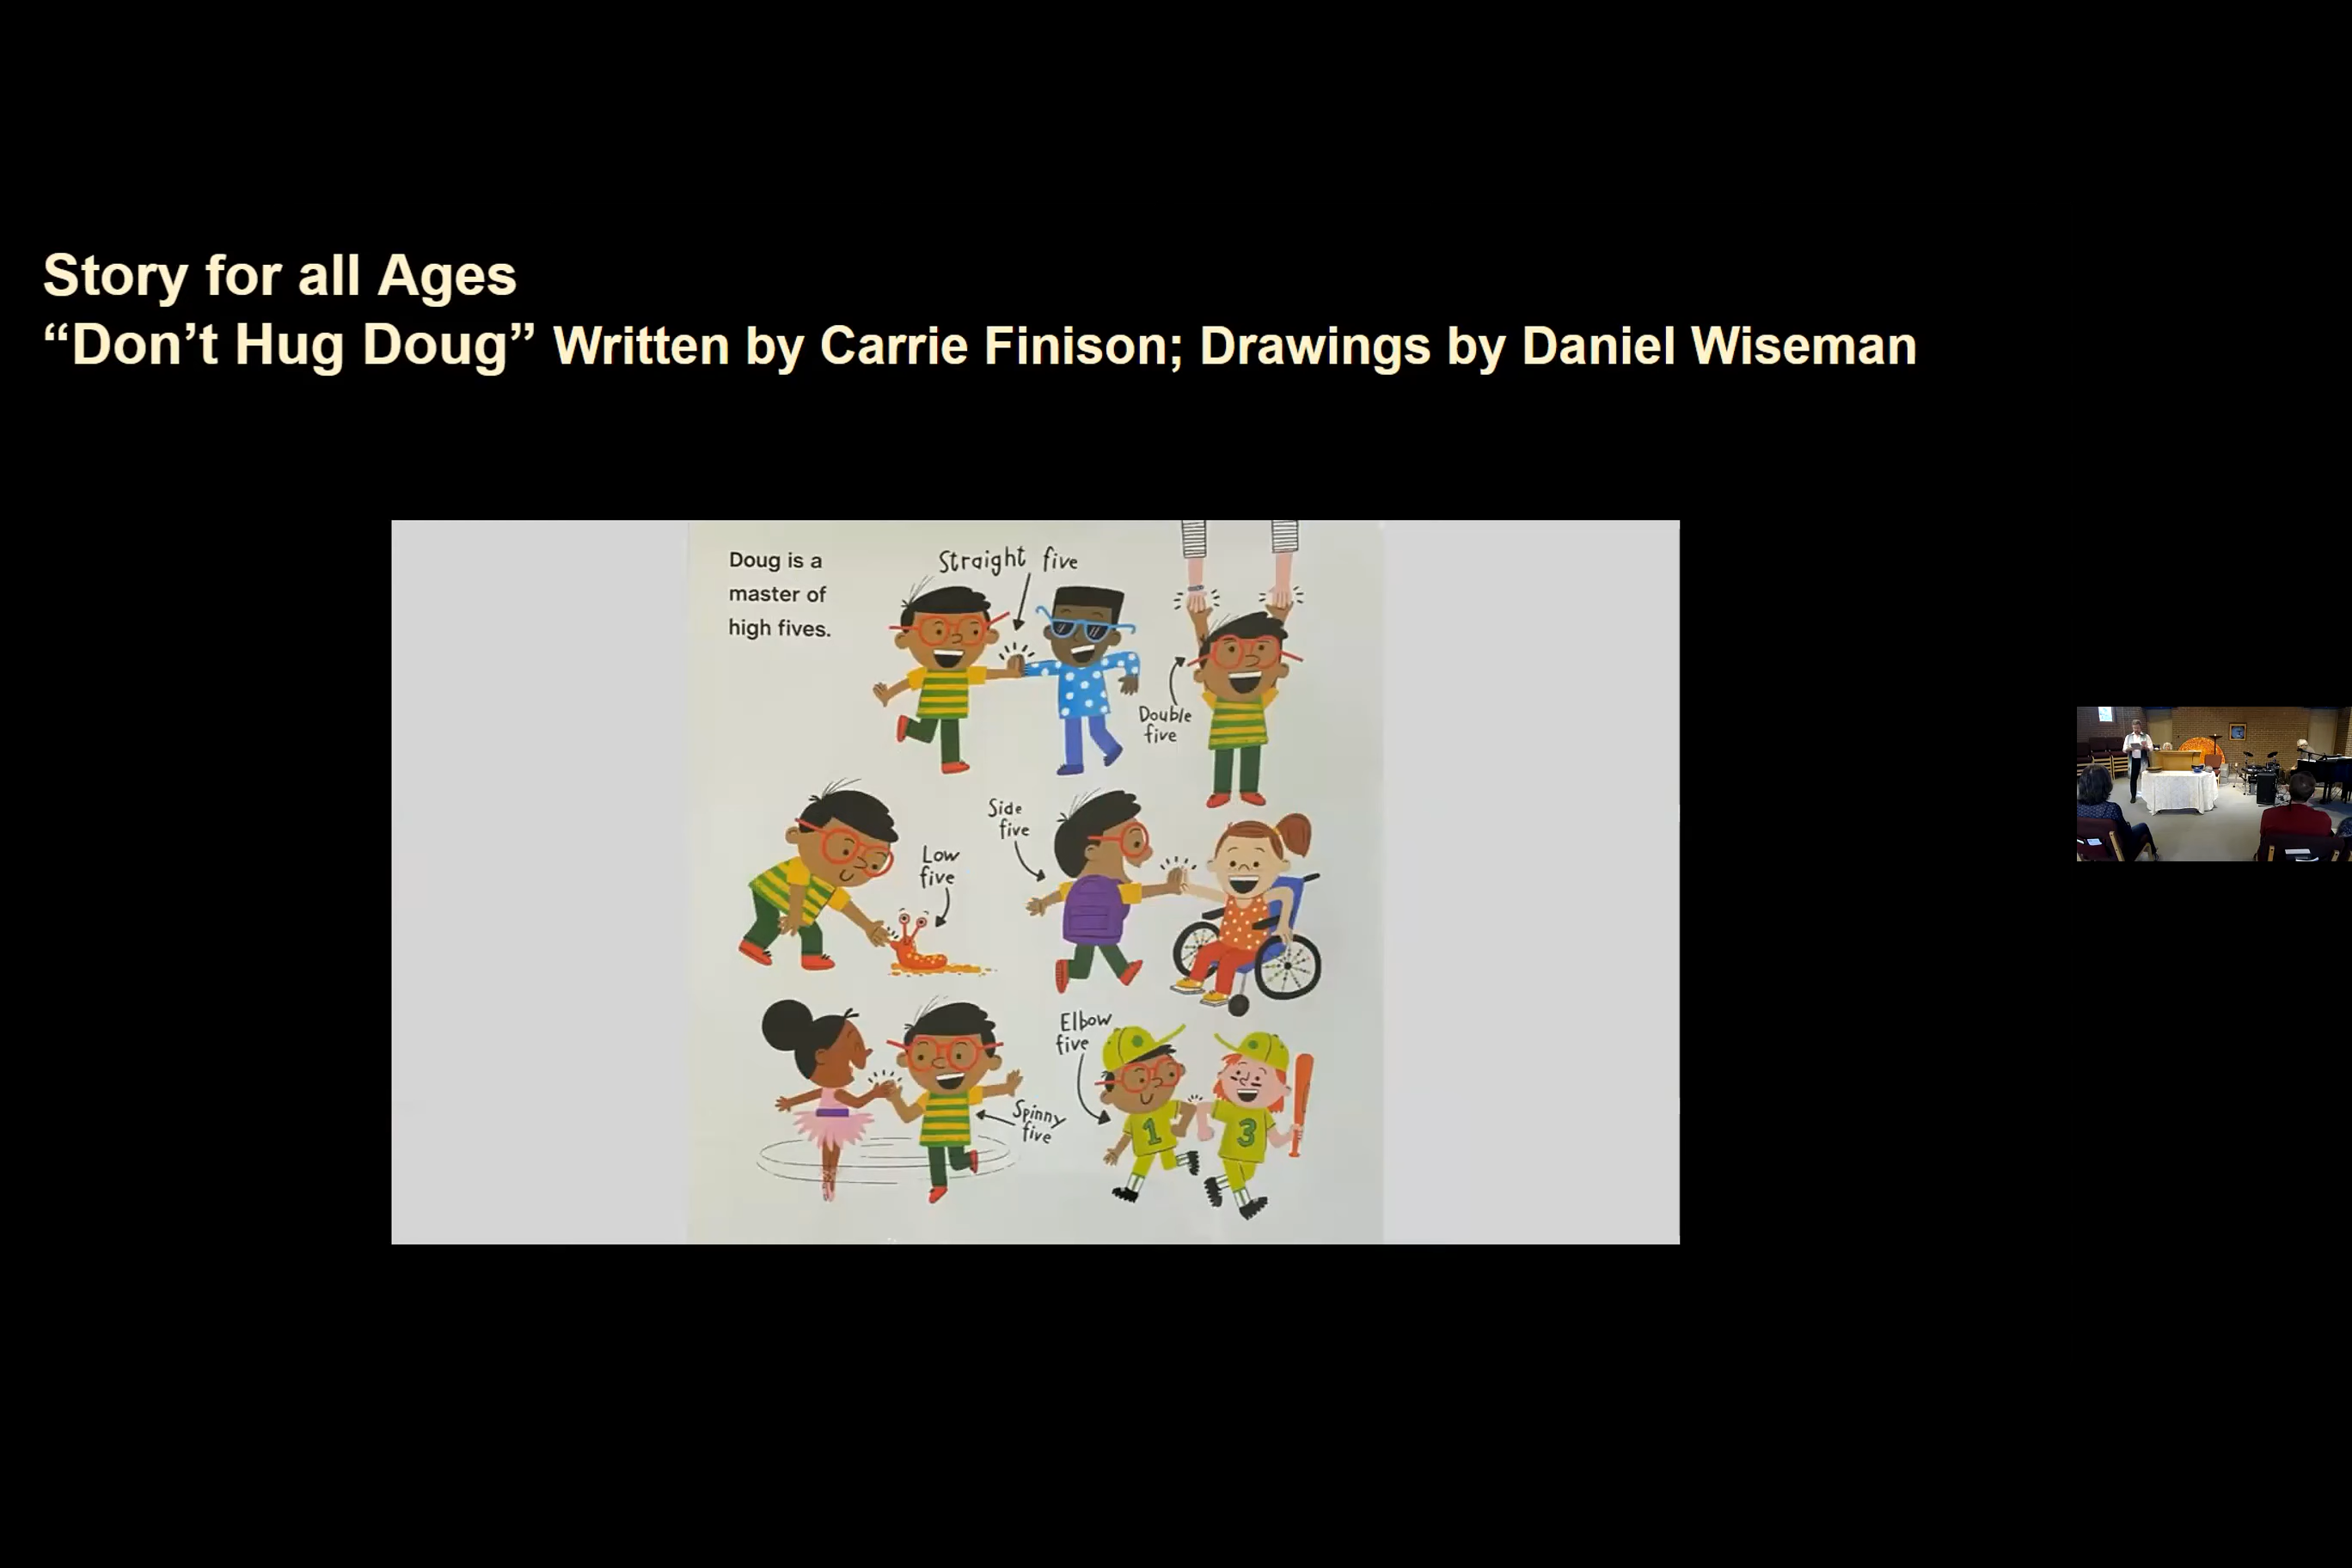 Story for all Ages
“Don’t Hug Doug” Written by Carrie Finison; Drawings by Daniel Wiseman
Doug is a
master of
high fives.
Straight five
Double
five
Low
five
Side
five
Spinny
five
Elbow
five
1
3